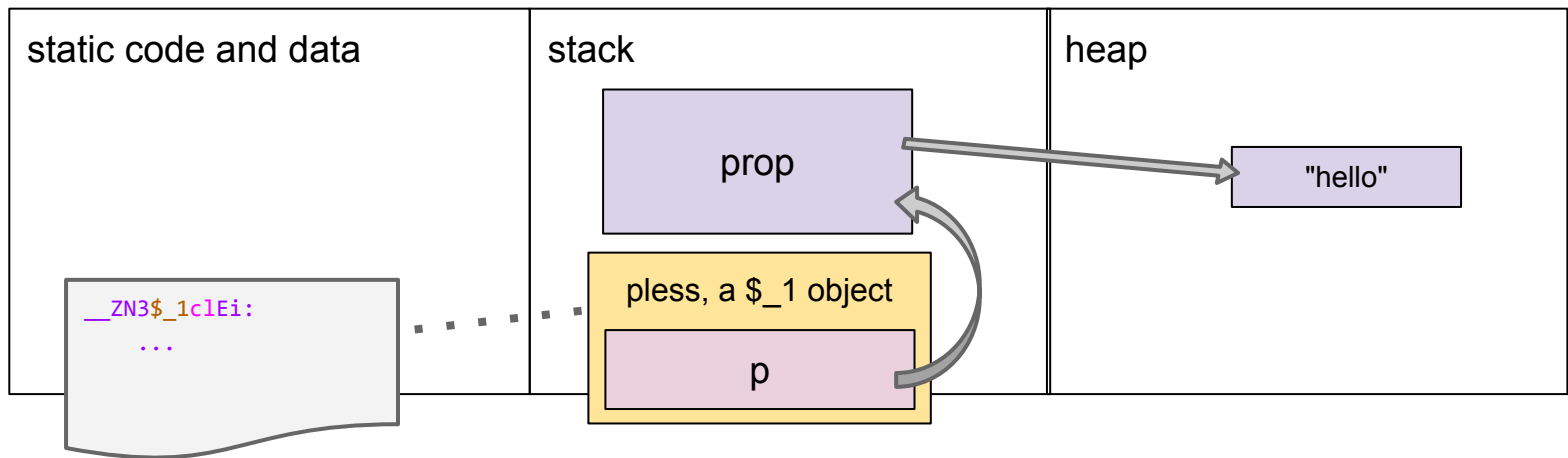 static code and data
stack
heap
prop
"hello"
pless, a $_1 object
p
__ZN3$_1clEi:
...